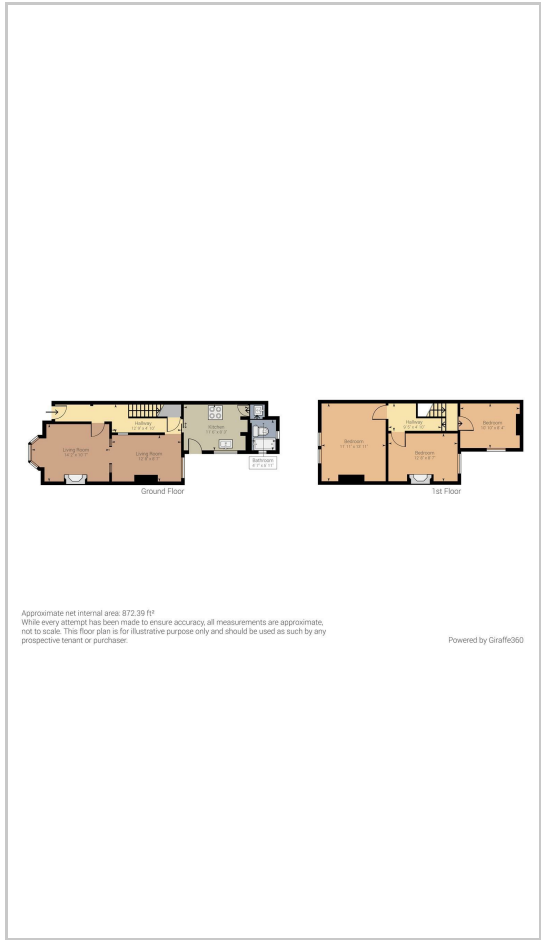 Hallway
Living Room
Living Room
Kitchen
Bathroom
Ground Floor
Bedroom
Hallway
Bedroom
Bedroom
1st Floor
Approximate net internal area: 872.39 ft²
While every attempt has been made to ensure accuracy, all measurements are approximate,
not to scale. This floor plan is for illustrative purpose only and should be used as such by any
prospective tenant or purchaser.
Powered by Giraffe360